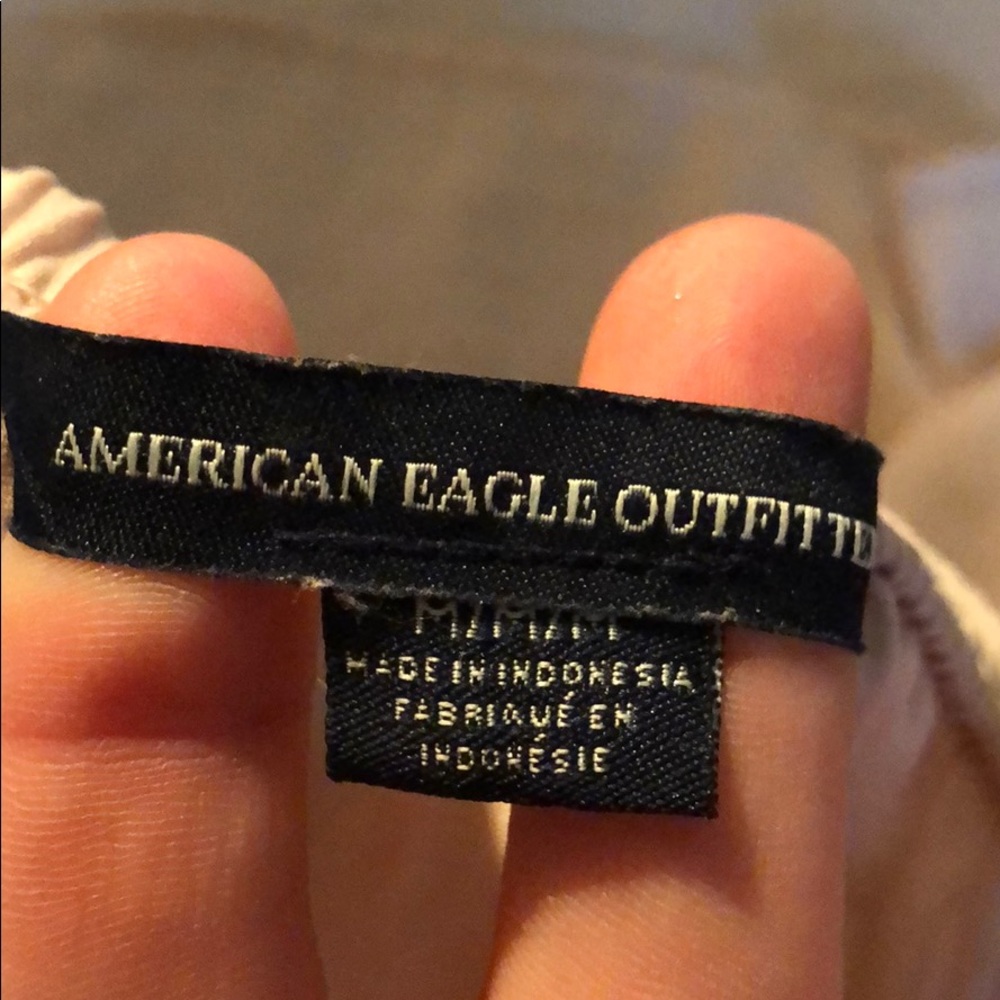 AMERICAN EAGLE OUTFITTE
M/M/M
MADE IN INDONESIA
FABRIQUÉ EN
INDONÉSIE